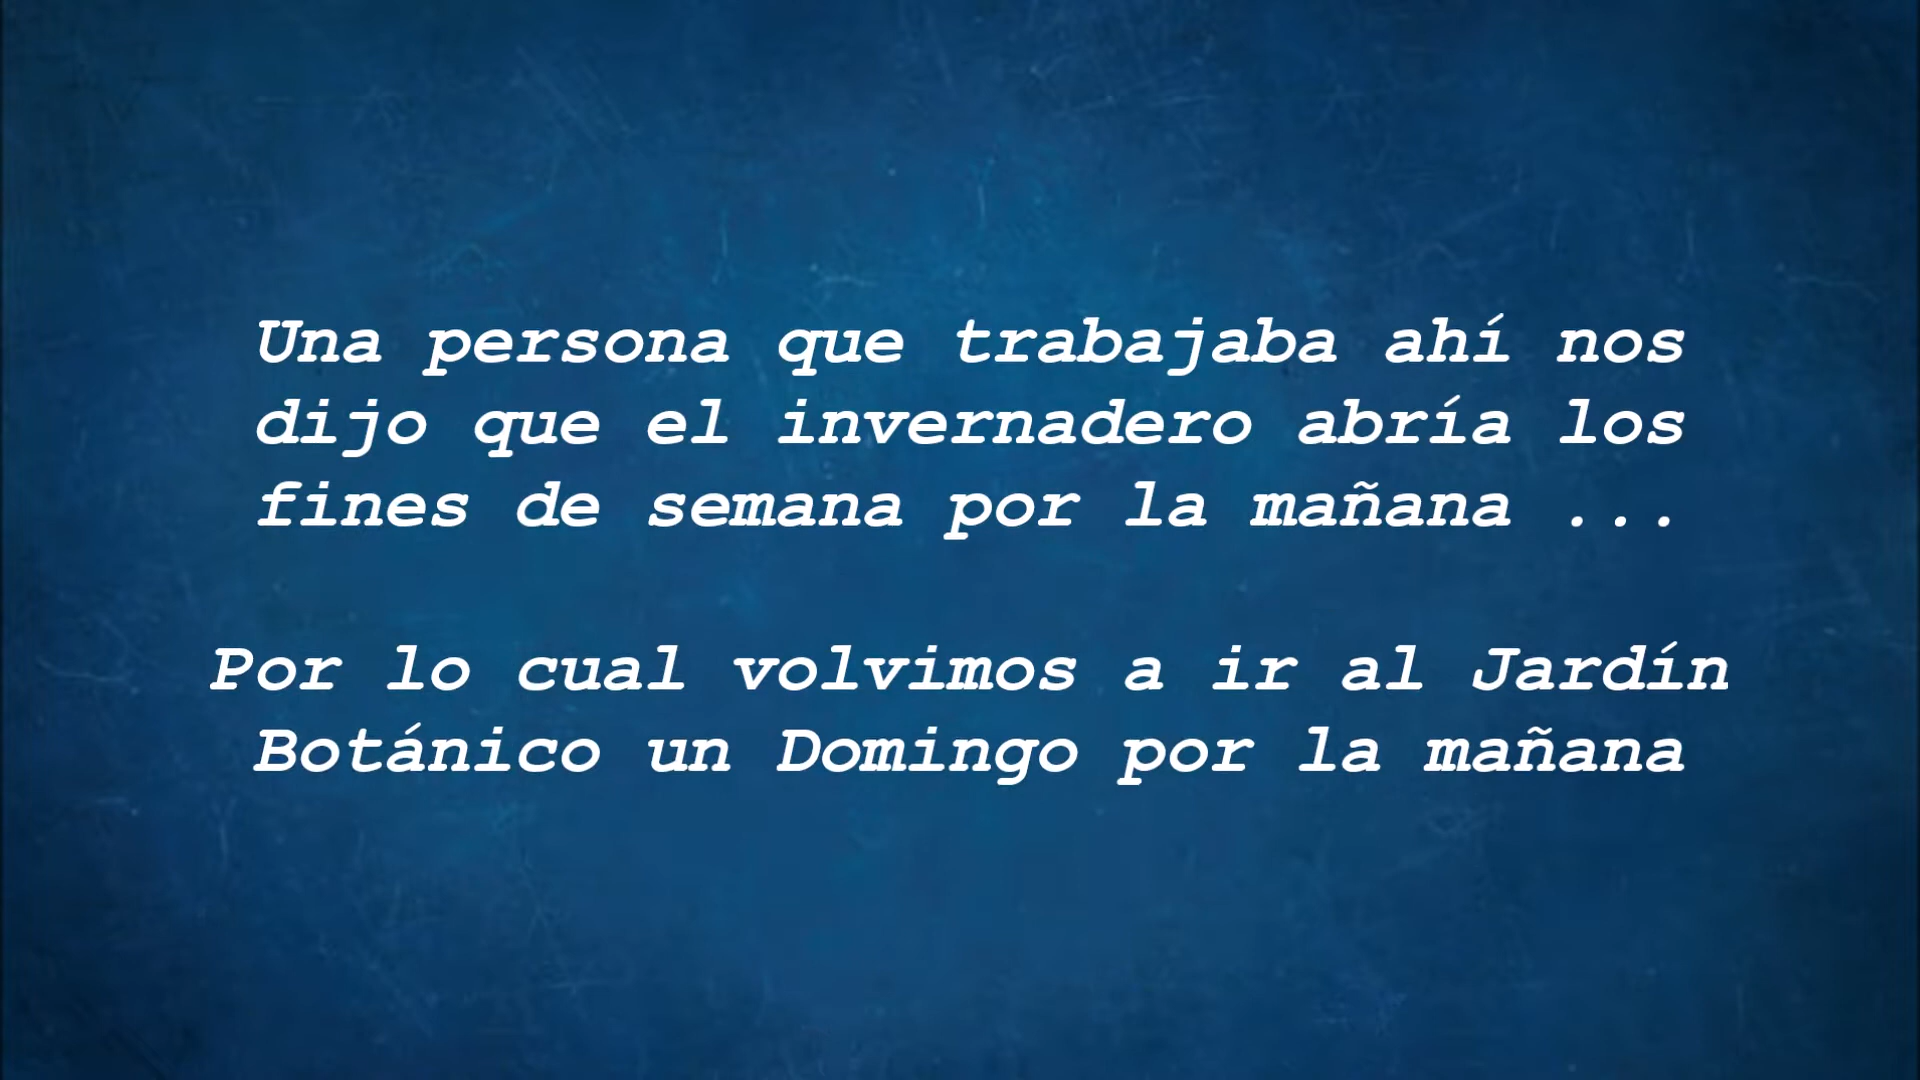 Una persona que trabajaba ahí nos
dijo que el invernadero abría los
fines de semana por la mañana ...
Por lo cual volvimos a ir al Jardín
Botánico un Domingo por la mañana